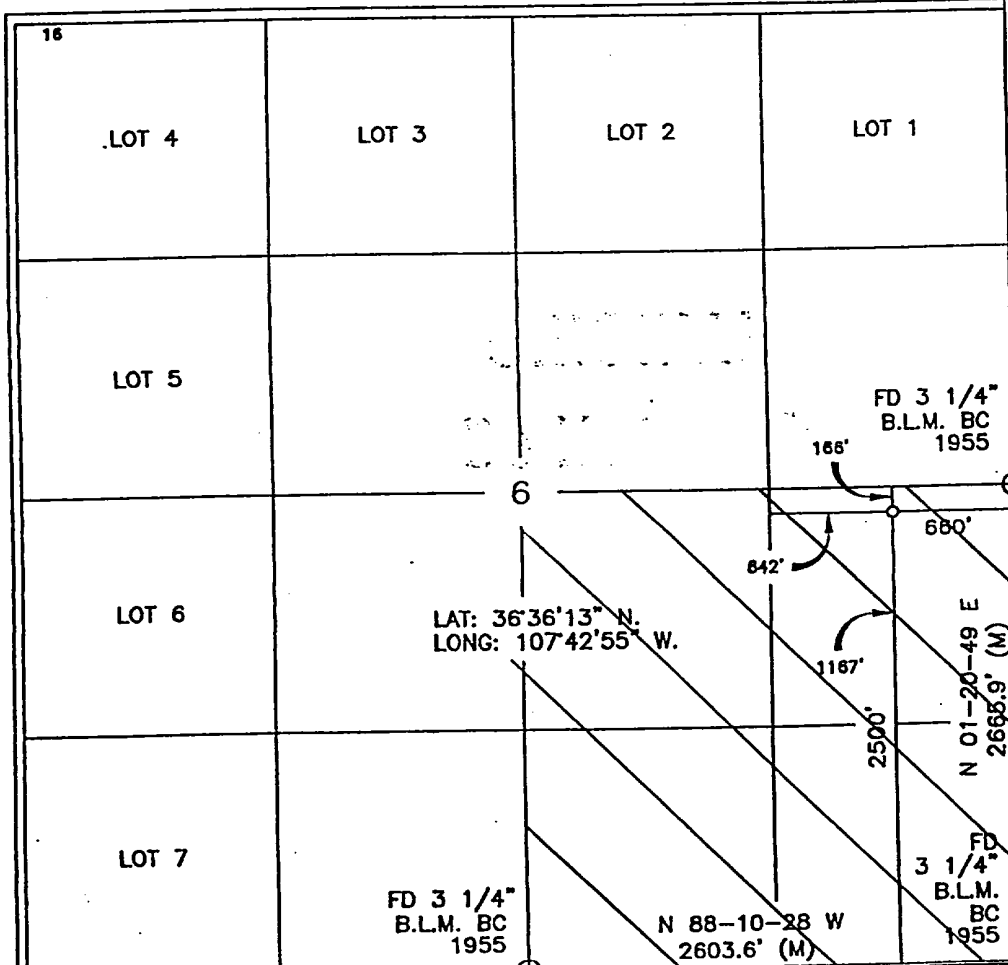 16
.LOT 4
LOT 3
LOT 2
LOT 1
LOT 5
FD 3 1/4"
B.L.M. BC
1955
166'
6
660'
642'
LOT 6
LAT: 36°36'13" N.
LONG: 107°42'55" W.
1167'
2500'
N 01-20-49 E
2665.9' (M)
LOT 7
FD
3 1/4"
B.L.M.
BC
1955
FD 3 1/4"
B.L.M. BC
1955
N 88-10-28 W
2603.6' (M)